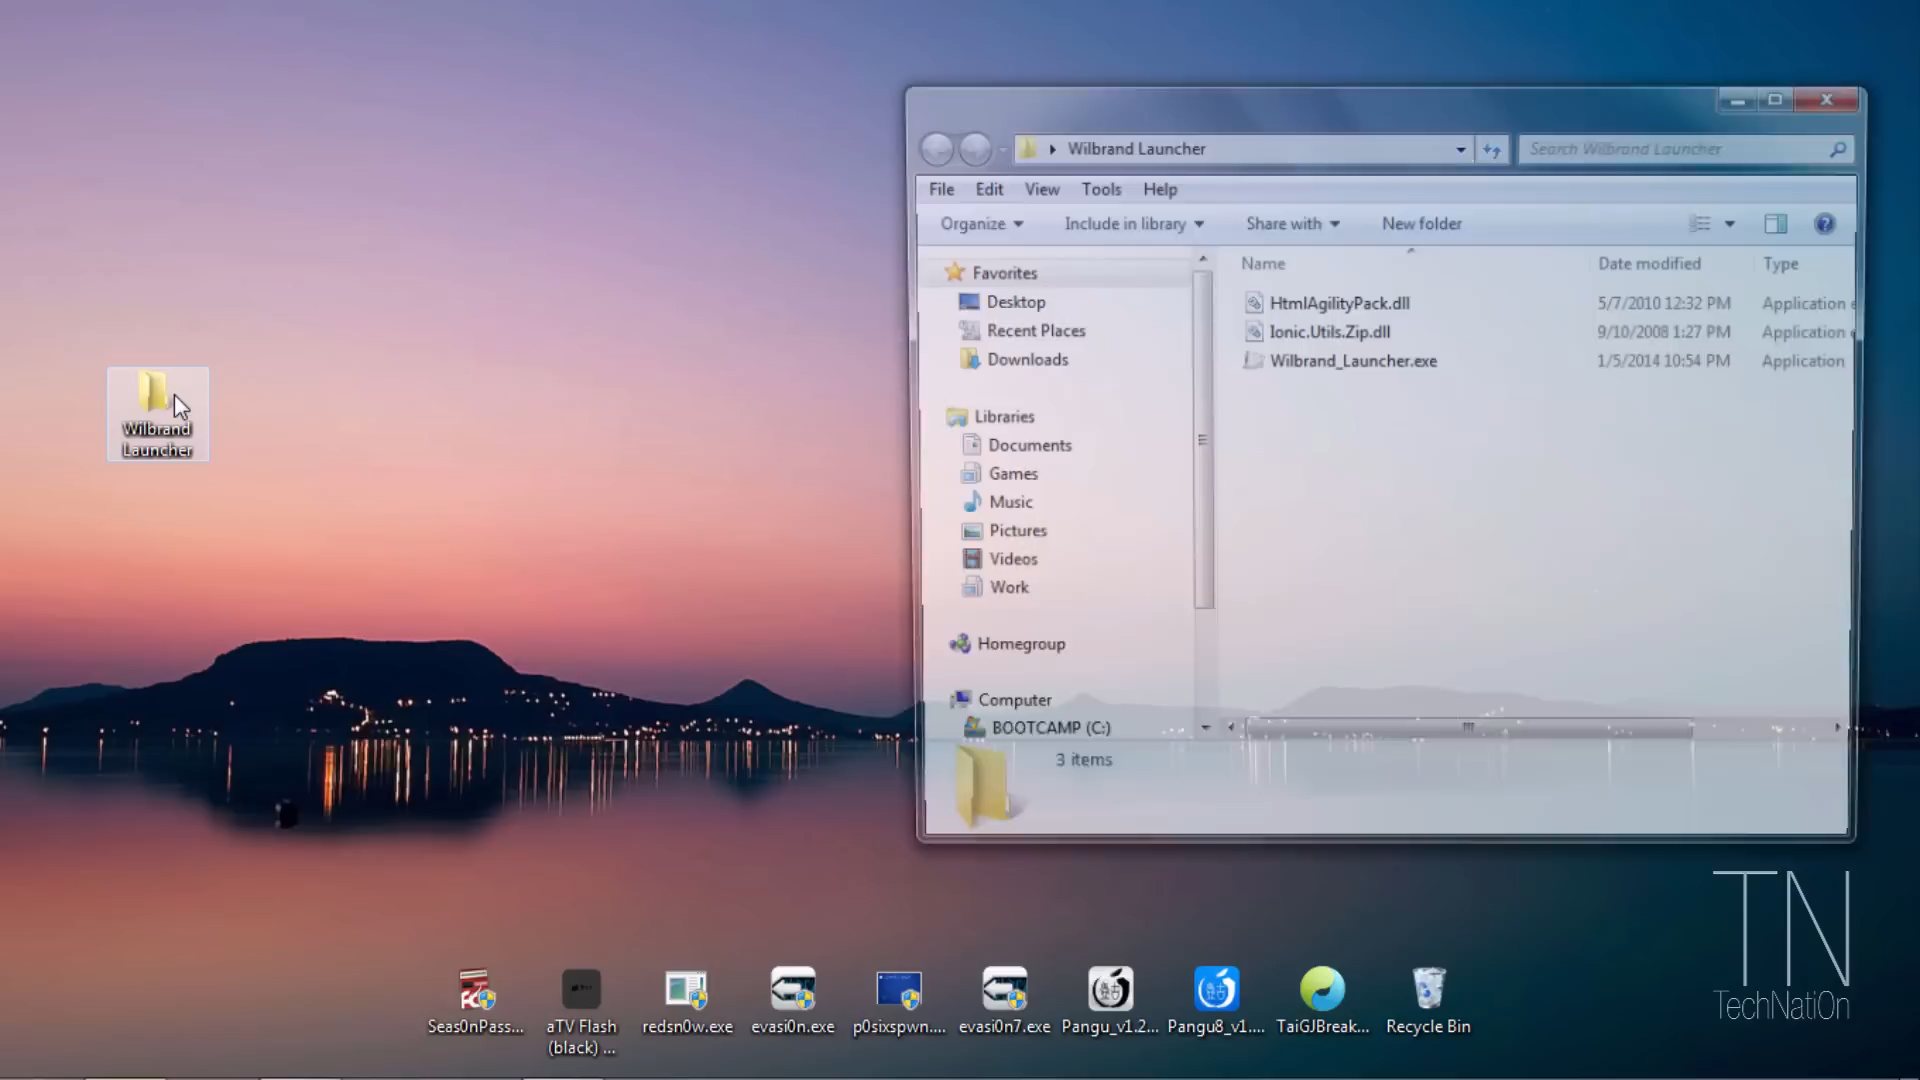 Wilbrand Launcher
Search Wilbrand Launcher
File Edit View Tools Help
Organize Include in library Share with New folder
Name Date modified Type
Favorites
Desktop
Recent Places
Downloads
Libraries
Documents
Games
Music
Pictures
Videos
Work
Homegroup
Computer
BOOTCAMP (C:)
HtmlAgilityPack.dll 5/7/2010 12:32 PM Application e
Ionic.Utils.Zip.dll 9/10/2008 1:27 PM Application e
Wilbrand_Launcher.exe 1/5/2014 10:54 PM Application
3 items
Wilbrand
Launcher
TN
TechNatiOn
Seas0nPass...
aTV Flash
(black) ...
redsn0w.exe
evasi0n.exe
p0sixspwn....
evasi0n7.exe
Pangu_v1.2...
Pangu8_v1....
TaiGJBreak...
Recycle Bin